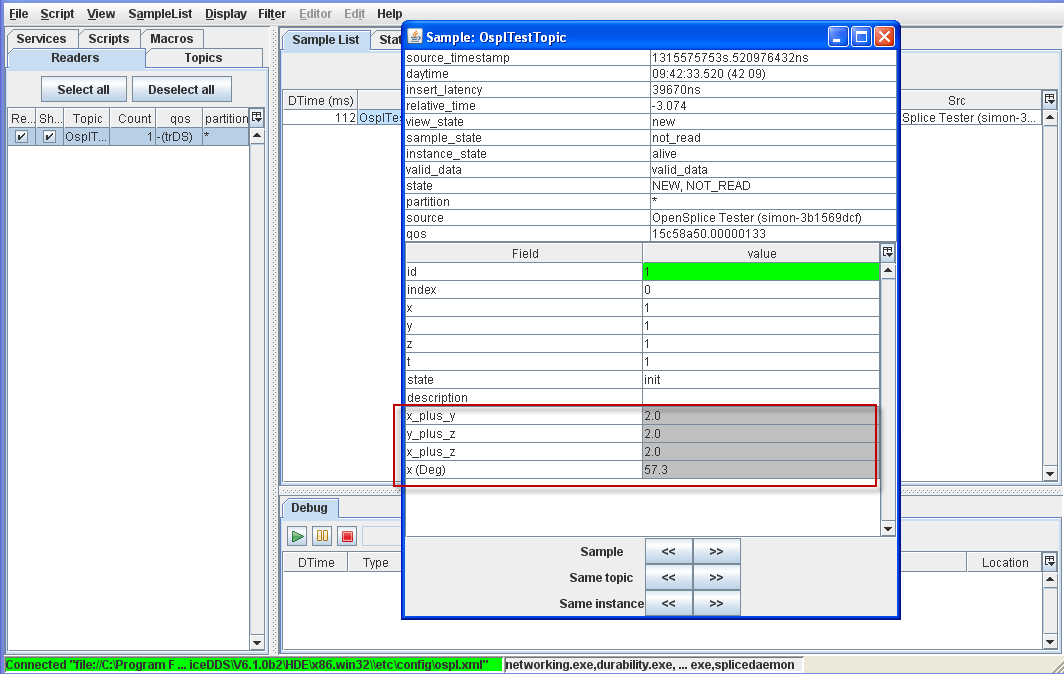 File Script View SampleList Display Filter Editor Edit Help
Services Scripts Macros
Readers Topics
Select all Deselect all
Re... Sh... Topic Count qos partition
OsplT... 1 -(trDS) *
Sample List Stat
DTime (ms) Src
112 OsplTes Splice Tester (simon-3...
Sample: OsplTestTopic
source_timestamp 1315575753s.520976432ns
daytime 09:42:33.520 (42 09)
insert_latency 39670ns
relative_time -3.074
view_state new
sample_state not_read
instance_state alive
valid_data valid_data
state NEW, NOT_READ
partition *
source OpenSplice Tester (simon-3b1569dcf)
qos 15c58a50.00000133
Field value
id 1
index 0
x 1
y 1
z 1
t 1
state init
description
x_plus_y 2.0
y_plus_z 2.0
x_plus_z 2.0
x (Deg) 57.3
Sample << >>
Same topic << >>
Same instance << >>
Debug
DTime Type Location
Connected "file://C:\Program F ... iceDDS\V6.1.0b2\HDE\x86.win32\\etc\config\ospl.xml" networking.exe,durability.exe, ... exe,splicedaemon